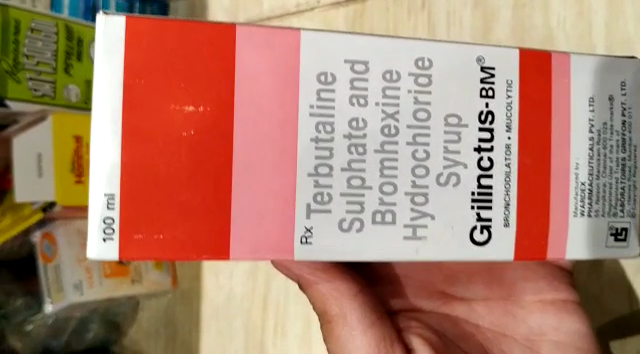 100 ml
Rx Terbutaline
Sulphate and
Bromhexine
Hydrochloride
Syrup
Grilinctus-BM®
BRONCHODILATOR • MUCOLYTIC
Manufactured by :
WARDEX
PHARMACEUTICALS PVT. LTD.
LABORATOIRES GRIFFON PVT. LTD.